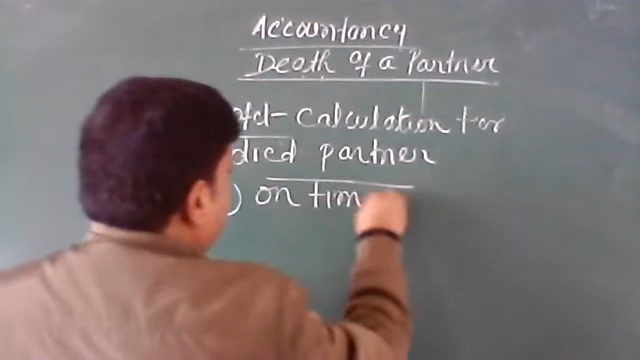 Accountancy
Death of a Partner
calculation for
died partner
) on tim